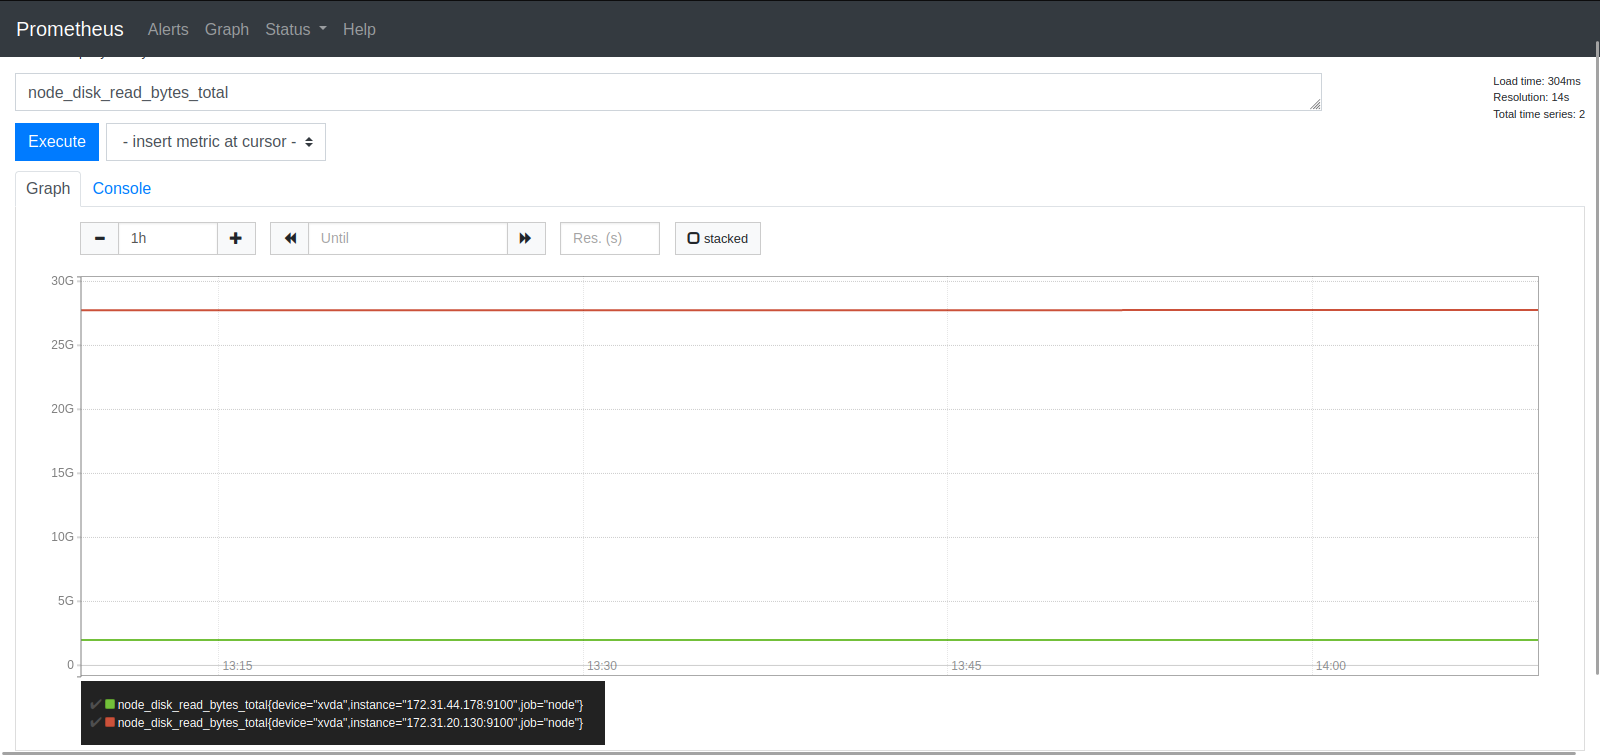 Prometheus Alerts Graph Status Help
node_disk_read_bytes_total
Load time: 304ms
Resolution: 14s
Total time series: 2
Execute - insert metric at cursor -
Graph Console
1h Until Res. (s) stacked
30G
25G
20G
15G
10G
5G
0
13:15 13:30 13:45 14:00
node_disk_read_bytes_total{device="xvda",instance="172.31.44.178:9100",job="node"}
node_disk_read_bytes_total{device="xvda",instance="172.31.20.130:9100",job="node"}